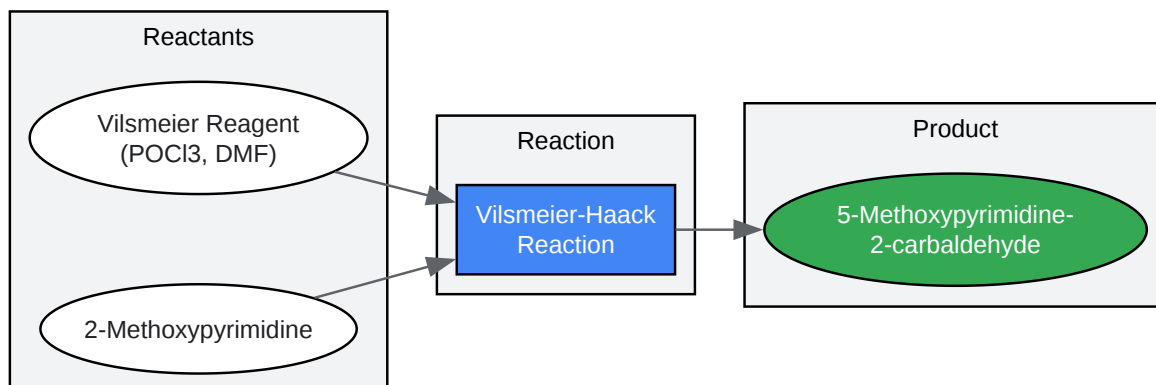 Reactants
Vilsmeier Reagent
(POCl3, DMF)
2-Methoxypyrimidine
Reaction
Vilsmeier-Haack
Reaction
Product
5-Methoxypyrimidine-
2-carbaldehyde